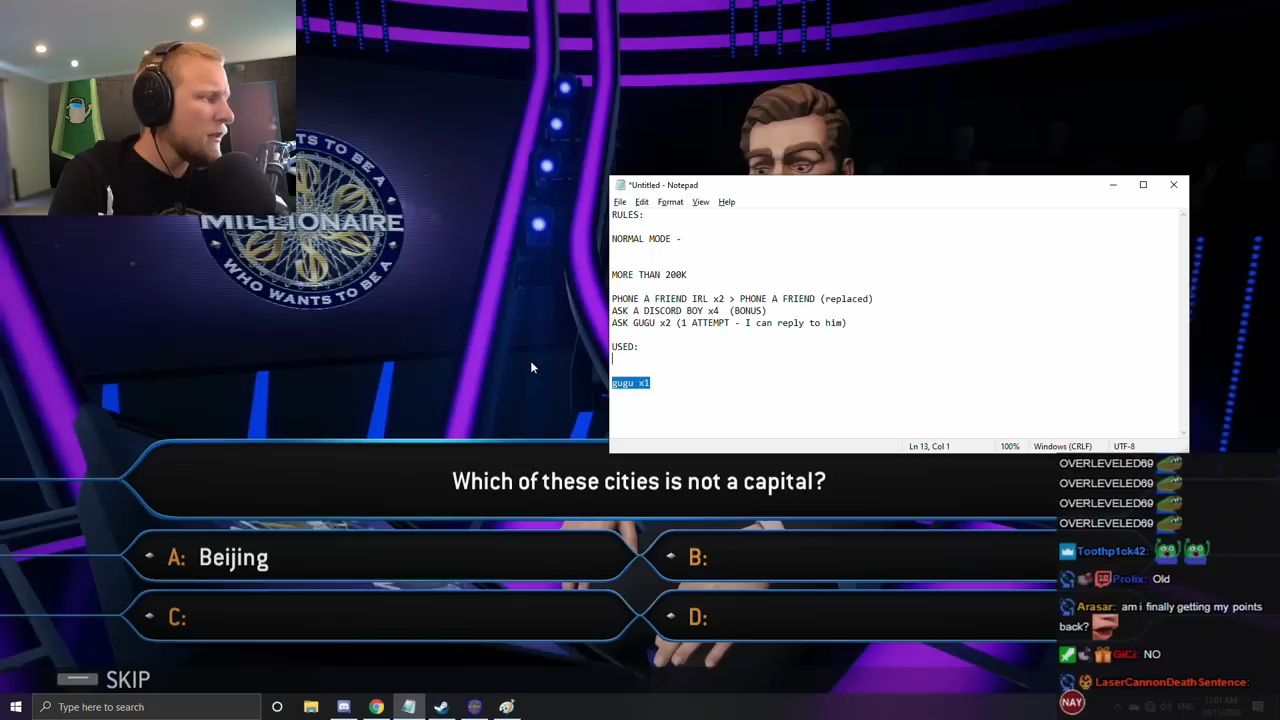 WANTS TO BE A
MILLIONAIRE
WHO WANTS TO BE A
*Untitled - Notepad
File Edit Format View Help
RULES:
NORMAL MODE -
MORE THAN 200K
PHONE A FRIEND IRL x2 > PHONE A FRIEND (replaced)
ASK A DISCORD BOY x4 (BONUS)
ASK GUGU x2 (1 ATTEMPT - I can reply to him)
USED:
gugu x1
Ln 13, Col 1 100% Windows (CRLF) UTF-8
Which of these cities is not a capital?
A: Beijing
B:
C:
D:
SKIP
OVERLEVELED69
OVERLEVELED69
OVERLEVELED69
OVERLEVELED69
Toothp1ck42:
Prolix: Old
Arasar: am i finally getting my points
back?
GiCi: NO
LaserCannonDeathSentence:
NAY
Type here to search
ENG